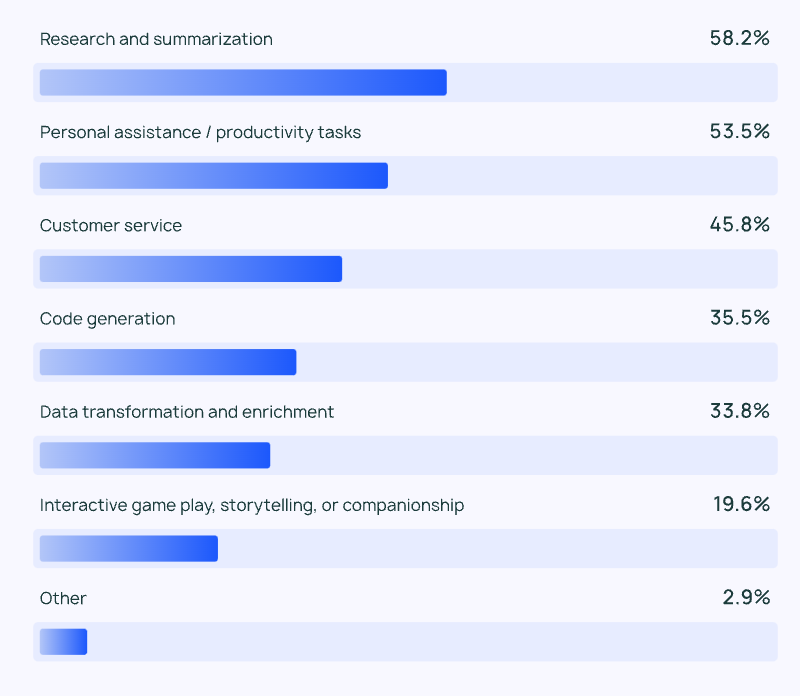 Research and summarization 58.2%
Personal assistance / productivity tasks 53.5%
Customer service 45.8%
Code generation 35.5%
Data transformation and enrichment 33.8%
Interactive game play, storytelling, or companionship 19.6%
Other 2.9%